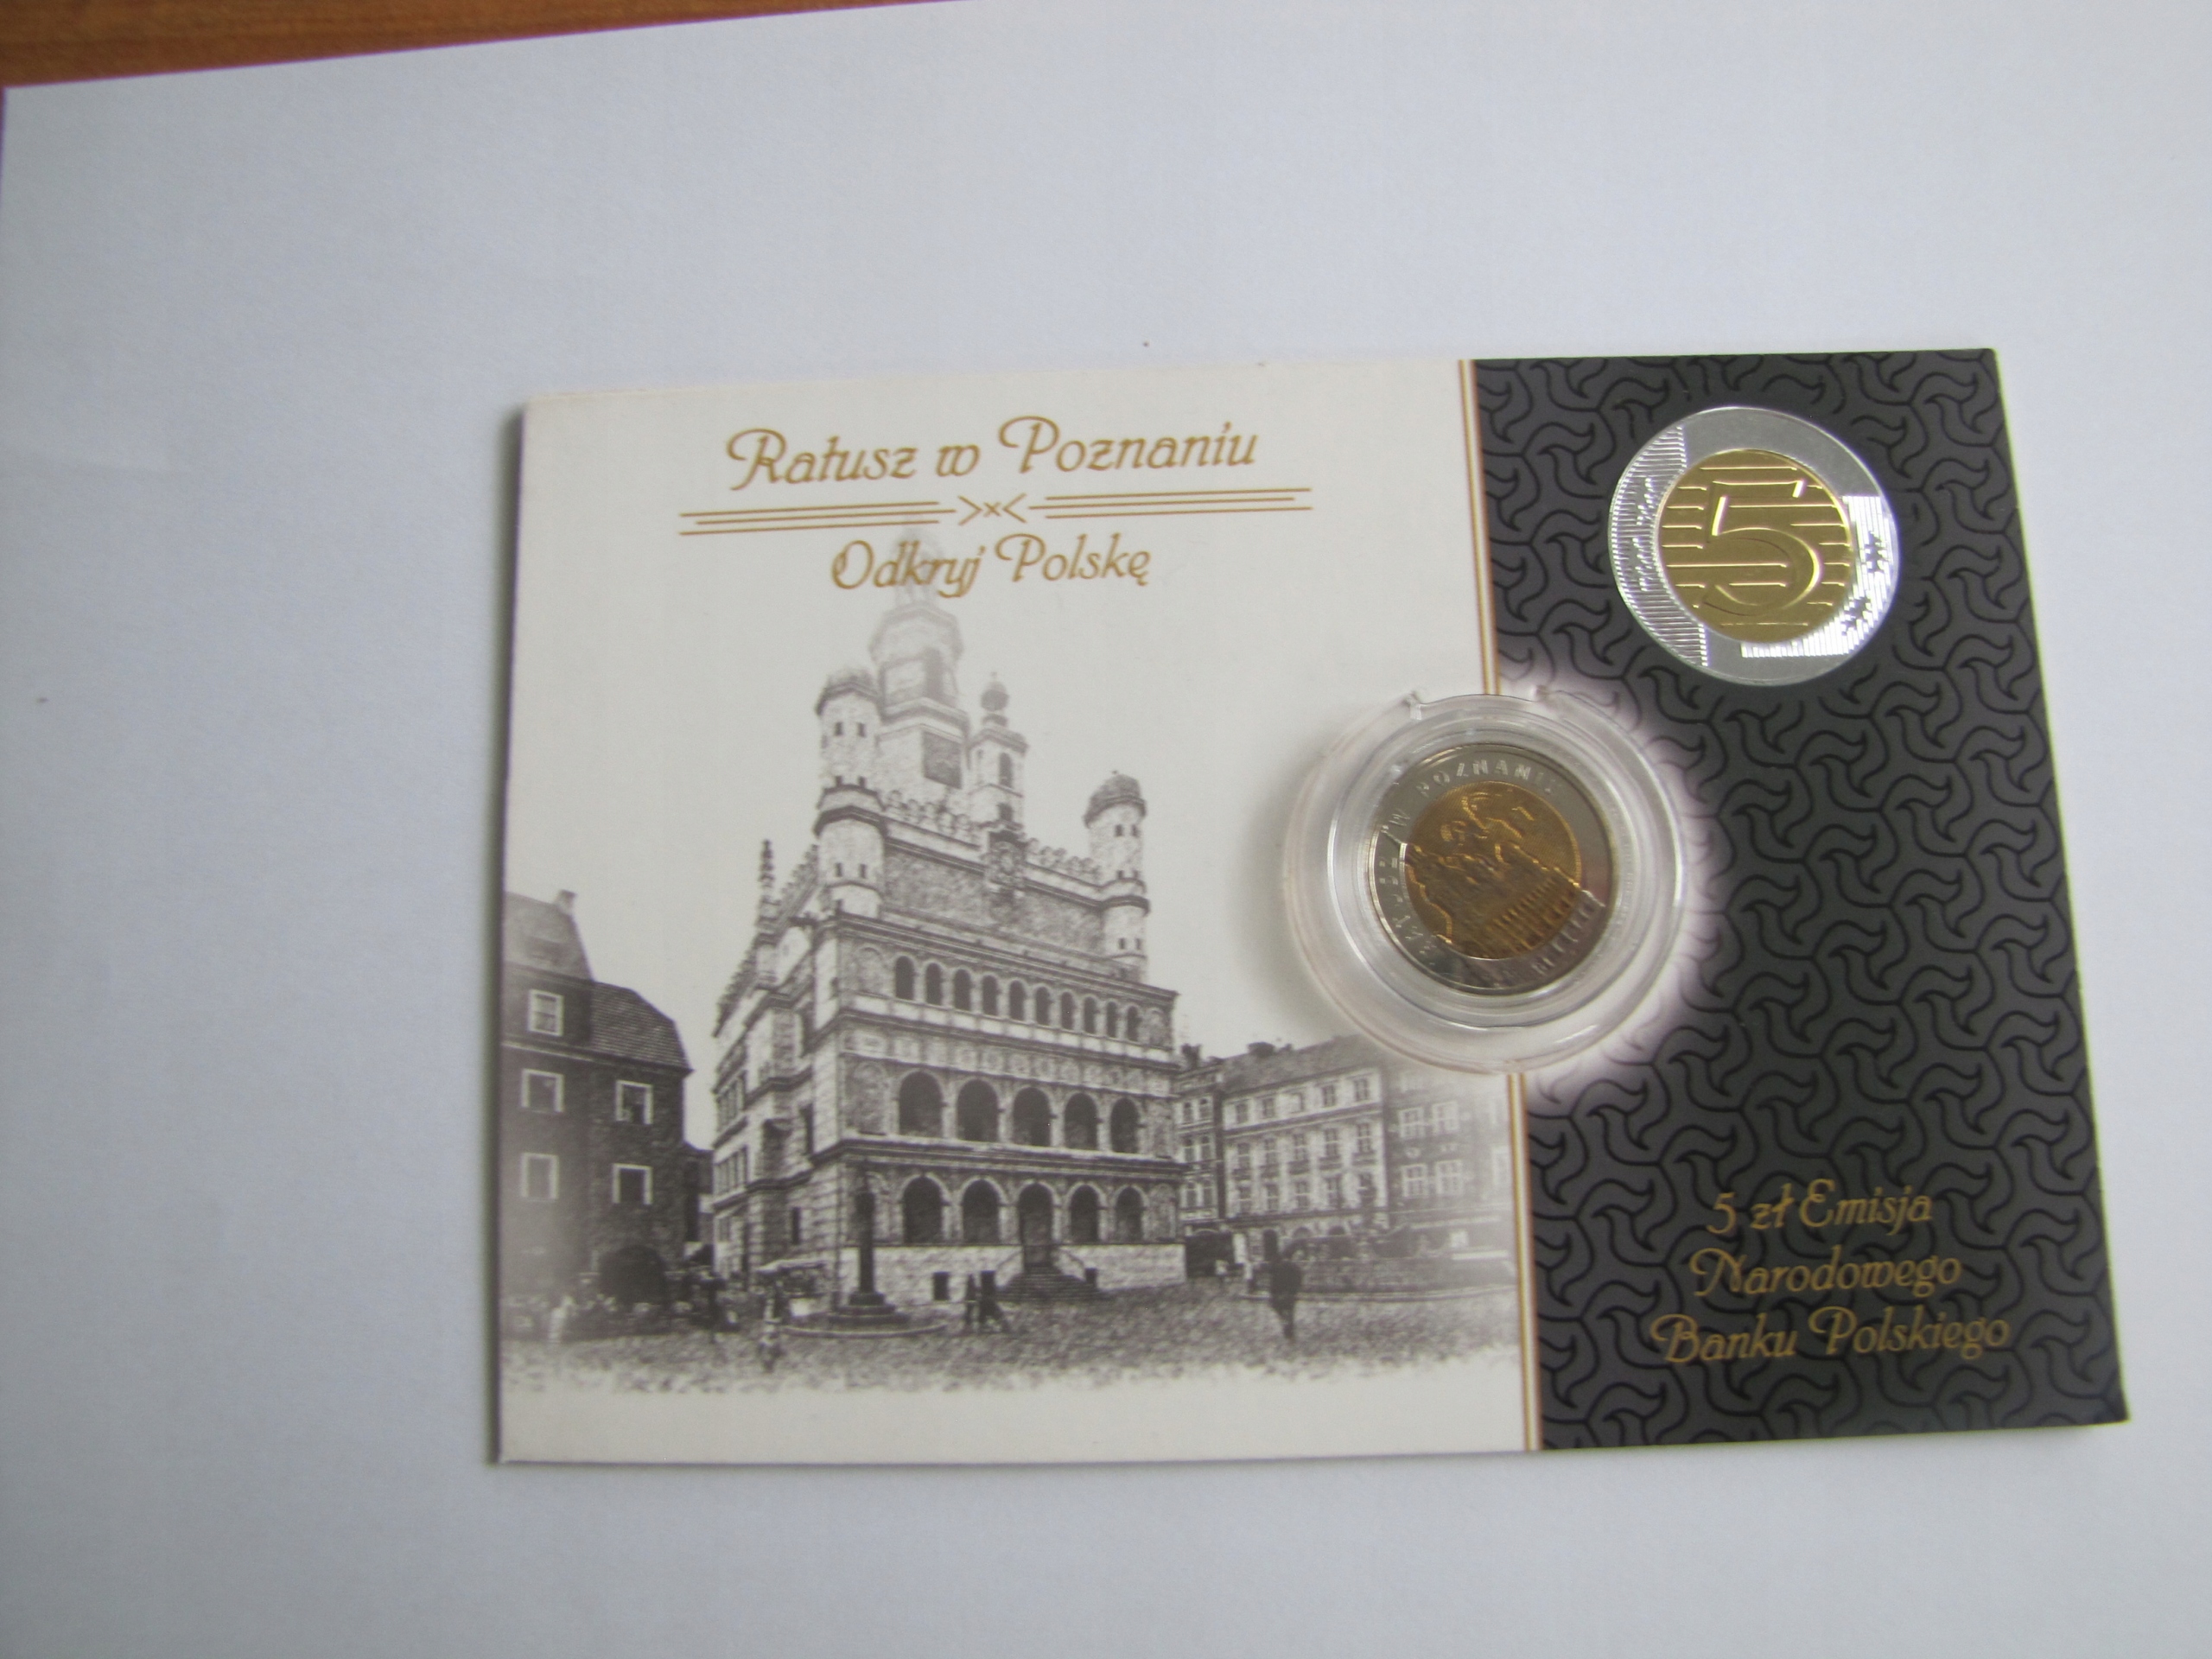 Ratusz w Poznaniu
Odkryj Polskę
5
W POZNANIU
5 zł Emisja
Narodowego
Banku Polskiego